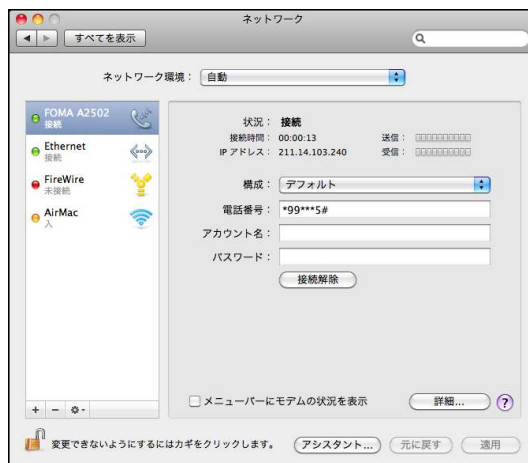 ネットワーク
すべてを表示
ネットワーク環境： 自動
FOMA A2502
接続
Ethernet
接続
FireWire
未接続
AirMac
入
状況： 接続
接続時間： 00:00:13 送信：
IP アドレス： 211.14.103.240 受信：
構成： デフォルト
電話番号： *99***5#
アカウント名：
パスワード：
接続解除
メニューバーにモデムの状況を表示
詳細... ?
+ −
変更できないようにするにはカギをクリックします。
アシスタント... 元に戻す 適用